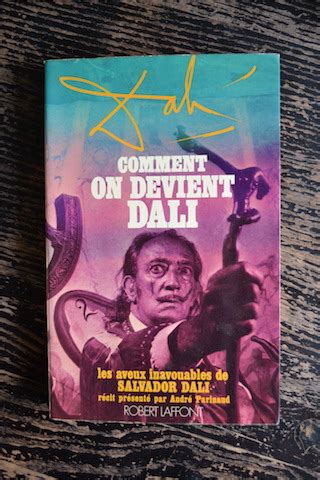 Dalí
COMMENT
ON DEVIENT
DALI
les aveux inavouables de
SALVADOR DALI
récit présenté par André Parinaud
ROBERT LAFFONT